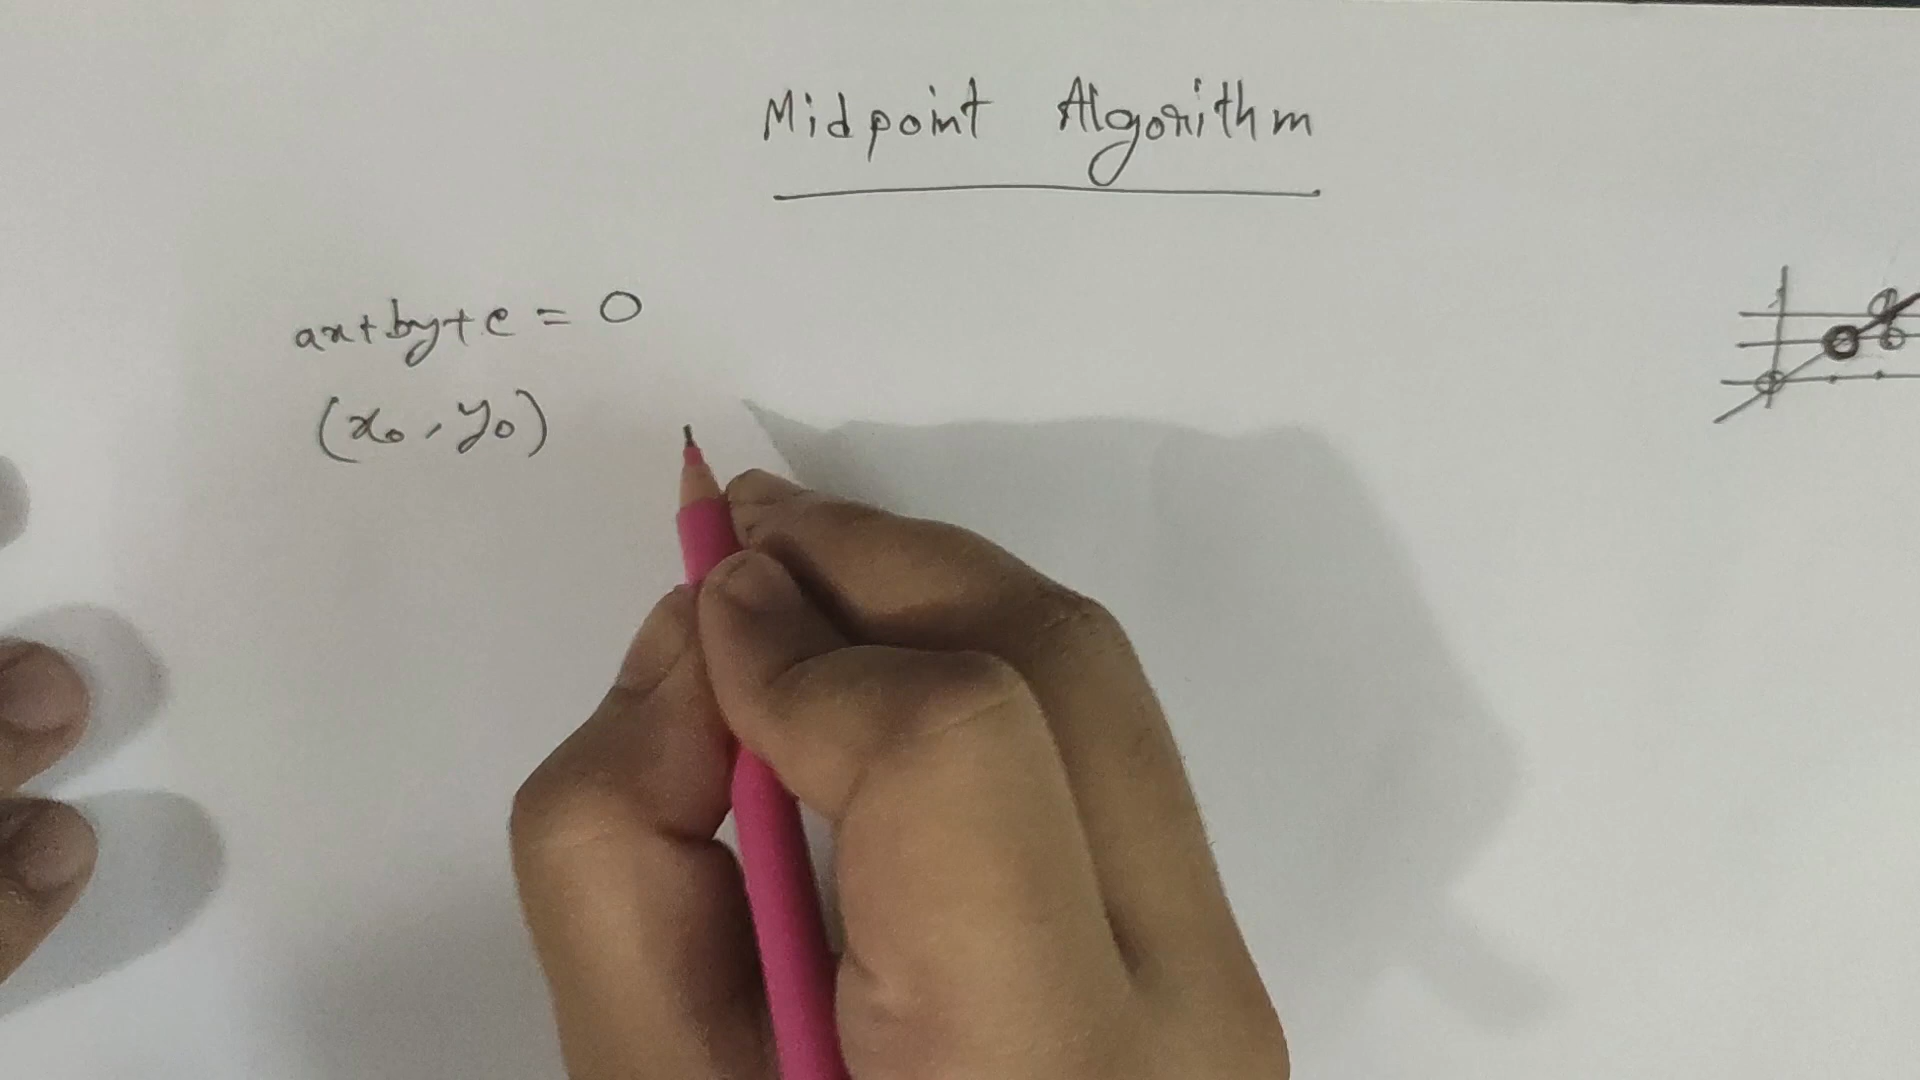 Midpoint Algorithm
ax+by+c = 0
(x₀, y₀)